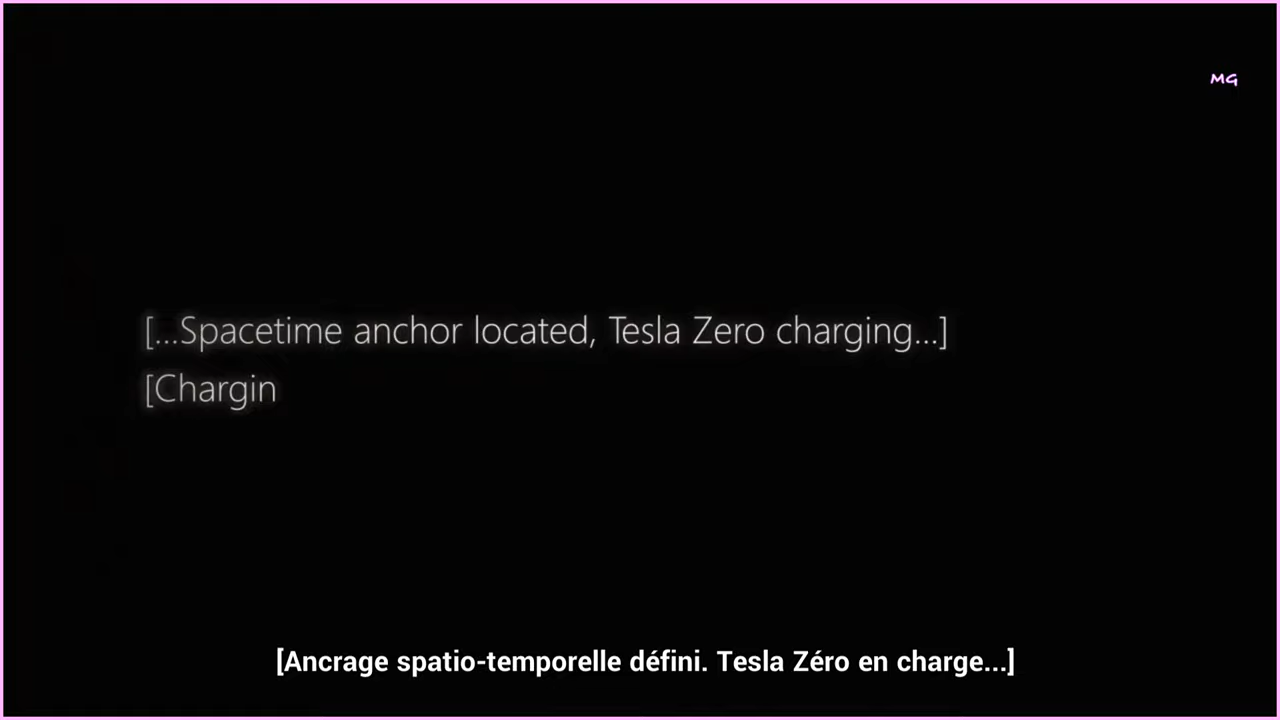 MG
[...Spacetime anchor located, Tesla Zero charging...]
[Chargin
[Ancrage spatio-temporelle défini. Tesla Zéro en charge...]